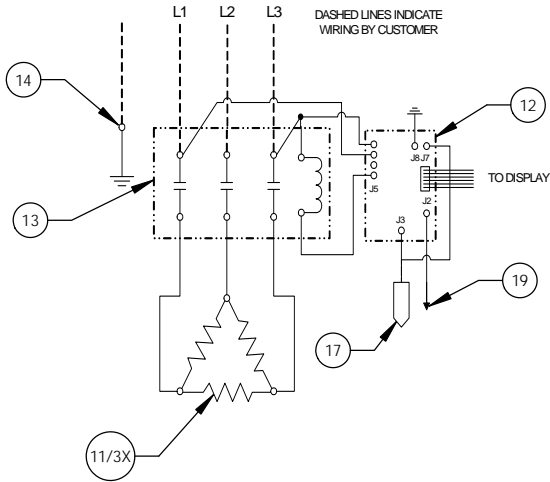 L1 L2 L3
DASHED LINES INDICATE
WIRING BY CUSTOMER
14
12
J8 J7
TO DISPLAY
J5
J2
13
J3
19
17
11/3X